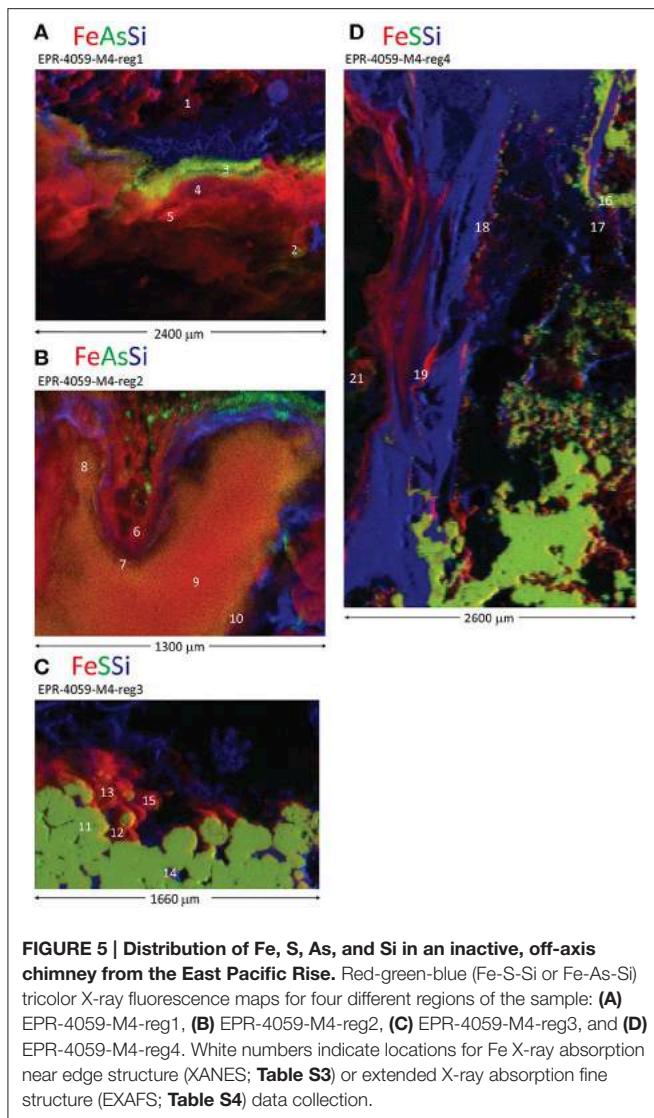 A FeAsSi
EPR-4059-M4-reg1
1
3
4
5
2
2400 µm
B FeAsSi
EPR-4059-M4-reg2
8
6
7
9
10
1300 µm
C FeSSi
EPR-4059-M4-reg3
13
15
11
12
14
1660 µm
D FeSSi
EPR-4059-M4-reg4
16
18
17
21
19
2600 µm
FIGURE 5 | Distribution of Fe, S, As, and Si in an inactive, off-axis
chimney from the East Pacific Rise. Red-green-blue (Fe-S-Si or Fe-As-Si)
tricolor X-ray fluorescence maps for four different regions of the sample: (A)
EPR-4059-M4-reg1, (B) EPR-4059-M4-reg2, (C) EPR-4059-M4-reg3, and (D)
EPR-4059-M4-reg4. White numbers indicate locations for Fe X-ray absorption
near edge structure (XANES; Table S3) or extended X-ray absorption fine
structure (EXAFS; Table S4) data collection.